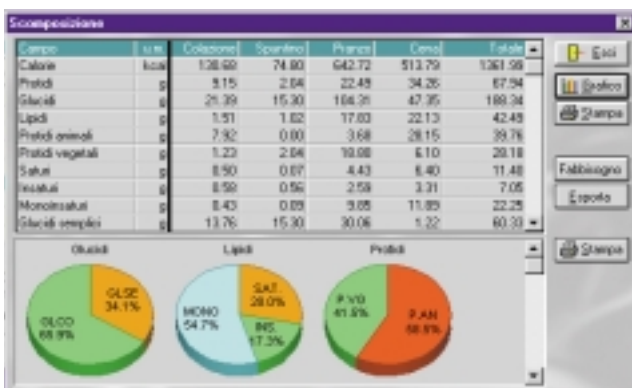 Scomposizione
Campo u.m. Colazione Spuntino Pranzo Cena Totale
Calorie kcal 130.68 74.80 642.72 513.79 1361.99
Protidi g 9.15 2.04 22.49 34.26 67.94
Glucidi g 21.39 15.30 104.31 47.35 188.34
Lipidi g 1.51 1.02 17.83 22.13 42.49
Protidi animali g 7.92 0.00 3.68 28.15 39.76
Protidi vegetali g 1.23 2.04 18.80 6.10 28.18
Saturi g 0.50 0.07 4.43 6.40 11.40
Insaturi g 0.59 0.56 2.59 3.31 7.05
Monoinsaturi g 0.43 0.09 9.85 11.89 22.25
Glucidi semplici g 13.76 15.30 30.06 1.22 60.33
Esci
Grafico
Stampa
Fabbisogno
Esporta
Stampa
Glucidi Lipidi Protidi
GLSE
34.1%
GLCO
65.9%
SAT.
28.0%
MONO
54.7%
INS.
17.3%
P.VG
41.5%
P.AN
58.5%